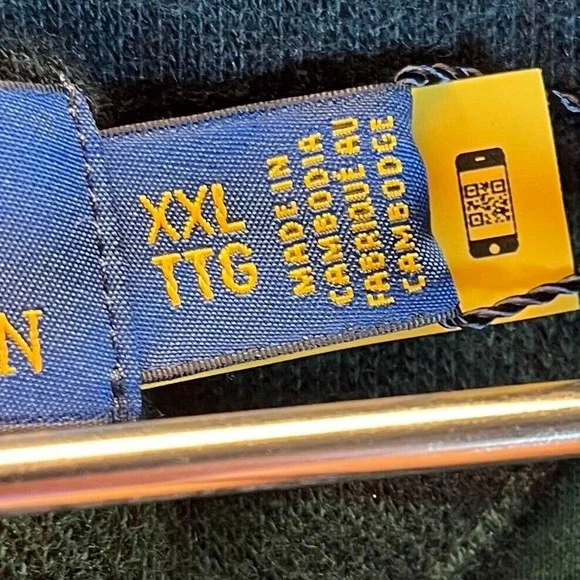 N
XXL
TTG
MADE IN
CAMBODIA
FABRIQUÉ AU
CAMBODGE